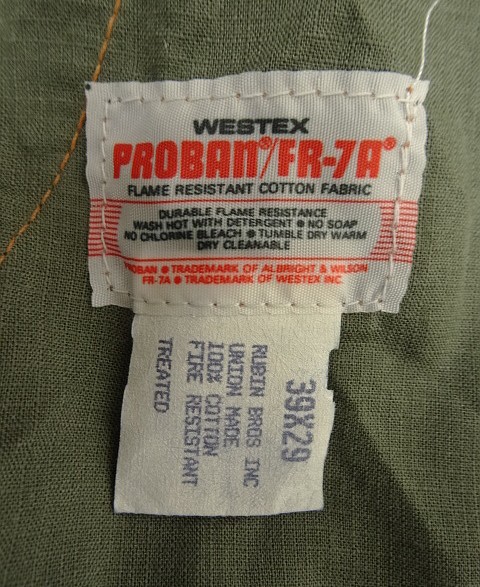 WESTEX
PROBAN®/FR-7A®
FLAME RESISTANT COTTON FABRIC
DURABLE FLAME RESISTANCE
WASH HOT WITH DETERGENT ● NO SOAP
NO CHLORINE BLEACH ● TUMBLE DRY WARM
DRY CLEANABLE
PROBAN ● TRADEMARK OF ALBRIGHT & WILSON
FR-7A ● TRADEMARK OF WESTEX INC.
39X29
RUBIN BROS INC
UNION MADE
100% COTTON
FIRE RESISTANT
TREATED